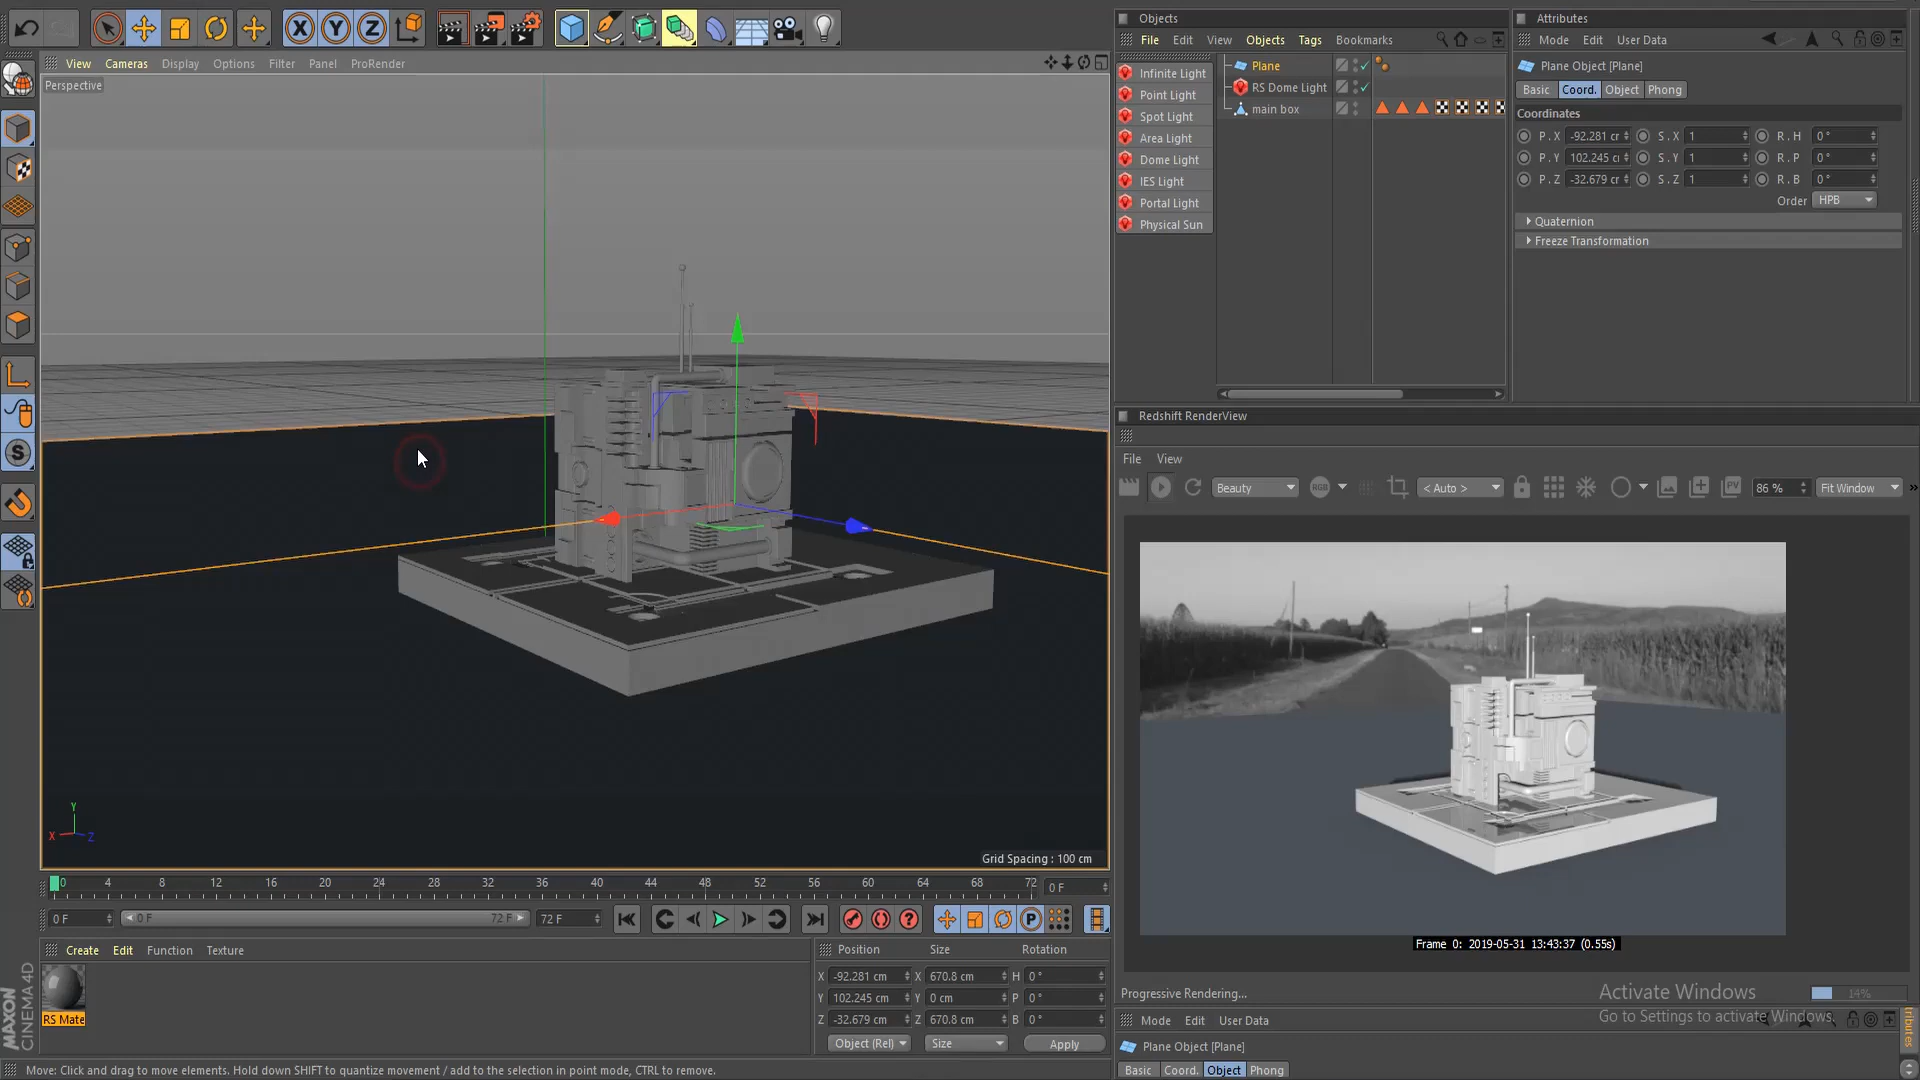 Objects
Attributes
File Edit View Objects Tags Bookmarks
Mode Edit User Data
View Cameras Display Options Filter Panel ProRender
Perspective
Infinite Light
Point Light
Spot Light
Area Light
Dome Light
IES Light
Portal Light
Physical Sun
Plane
RS Dome Light
main box
Plane Object [Plane]
Basic Coord. Object Phong
Coordinates
P . X -92.281 cr S . X 1 R . H 0 °
P . Y 102.245 c S . Y 1 R . P 0 °
P . Z -32.679 cr S . Z 1 R . B 0 °
Order HPB
Quaternion
Freeze Transformation
X Y Z
S
Y
X
Z
Grid Spacing : 100 cm
Redshift RenderView
File View
Beauty RGB < Auto > PV 86 % Fit Window
Frame 0: 2019-05-31 13:43:37 (0.55s)
Progressive Rendering... 14%
Activate Windows
Go to Settings to activate Windows.
0 4 8 12 16 20 24 28 32 36 40 44 48 52 56 60 64 68 72 0 F
0 F 0 F 72 F 72 F P
Create Edit Function Texture
RS Mate
MAXON
CINEMA 4D
Position Size Rotation
X -92.281 cm X 670.8 cm H 0 °
Y 102.245 cm Y 0 cm P 0 °
Z -32.679 cm Z 670.8 cm B 0 °
Object (Rel) Size Apply
Mode Edit User Data
Plane Object [Plane]
Basic Coord. Object Phong
tributes
Move: Click and drag to move elements. Hold down SHIFT to quantize movement / add to the selection in point mode, CTRL to remove.